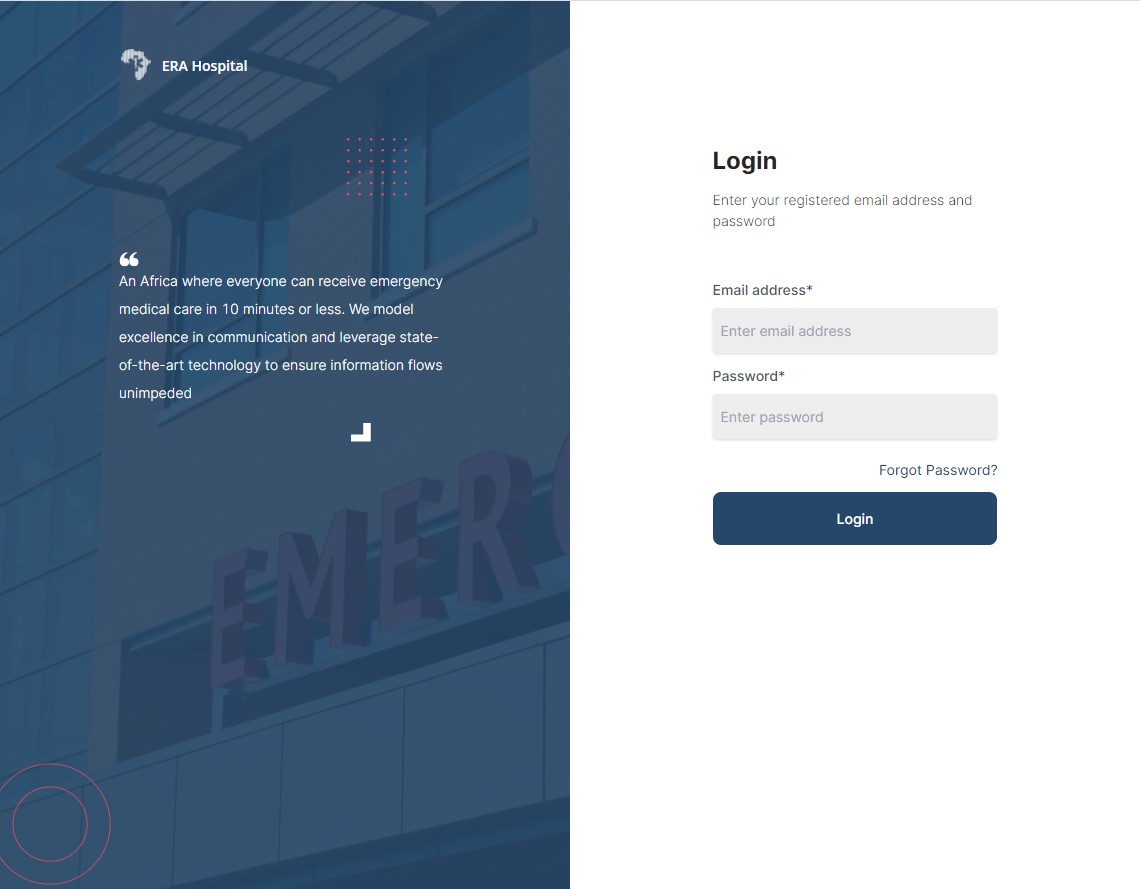 ERA Hospital
“
An Africa where everyone can receive emergency
medical care in 10 minutes or less. We model
excellence in communication and leverage state-
of-the-art technology to ensure information flows
unimpeded
EMERG
Login
Enter your registered email address and
password
Email address*
Enter email address
Password*
Enter password
Forgot Password?
Login